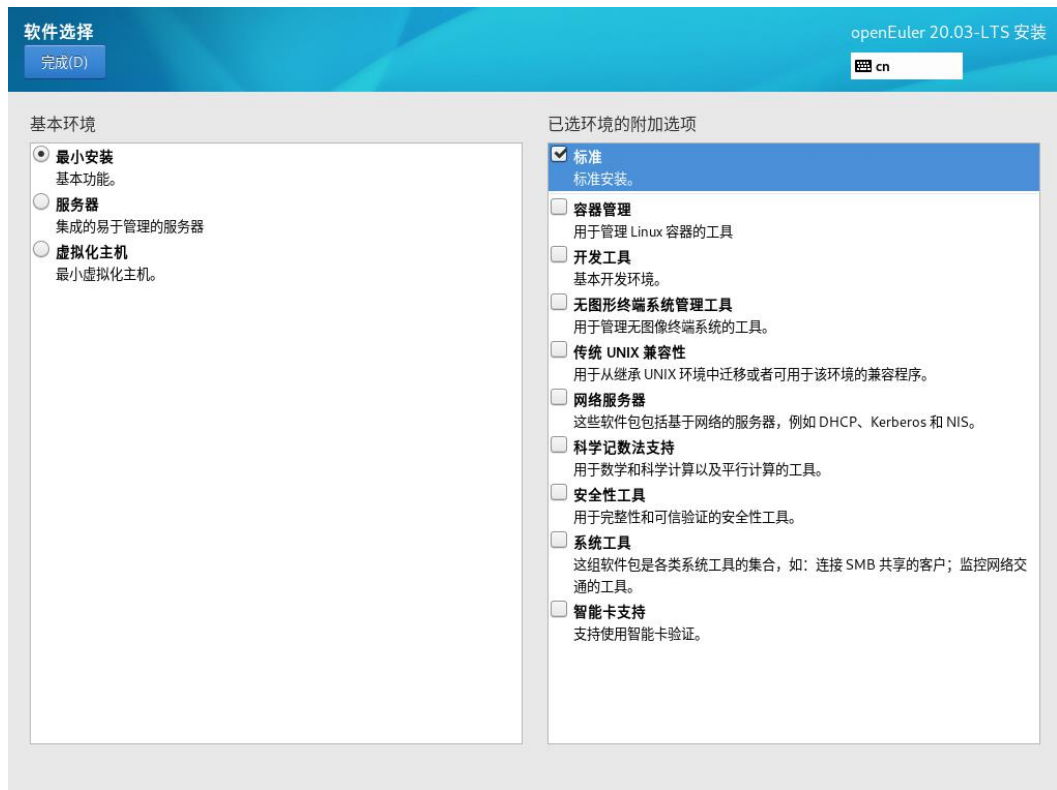 软件选择
完成(D)
openEuler 20.03-LTS 安装
cn
基本环境
最小安装
基本功能。
服务器
集成的易于管理的服务器
虚拟化主机
最小虚拟化主机。
已选环境的附加选项
标准
标准安装。
容器管理
用于管理 Linux 容器的工具
开发工具
基本开发环境。
无图形终端系统管理工具
用于管理无图像终端系统的工具。
传统 UNIX 兼容性
用于从继承 UNIX 环境中迁移或者可用于该环境的兼容程序。
网络服务器
这些软件包包括基于网络的服务器，例如 DHCP、Kerberos 和 NIS。
科学记数法支持
用于数学和科学计算以及平行计算的工具。
安全性工具
用于完整性和可信验证的安全性工具。
系统工具
这组软件包是各类系统工具的集合，如：连接 SMB 共享的客户；监控网络交
通的工具。
智能卡支持
支持使用智能卡验证。